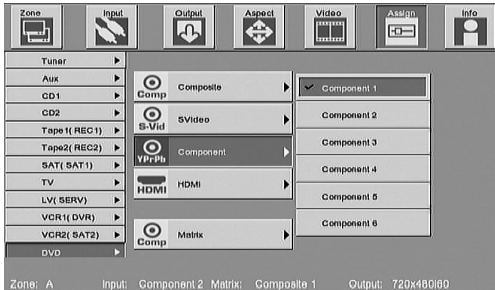 Zone Input Output Aspect Video Assign Info
Tuner
Aux
CD1
CD2
Tape1( REC1)
Tape2( REC2)
SAT( SAT1)
TV
LV( SERV)
VCR1( DVR)
VCR2( SAT2)
DVD
Comp Composite
S-Vid SVideo
YPrPb Component
HDMI HDMI
Comp Matrix
Component 1
Component 2
Component 3
Component 4
Component 5
Component 6
Zone: A Input: Component 2 Matrix: Composite 1 Output: 720x480i60